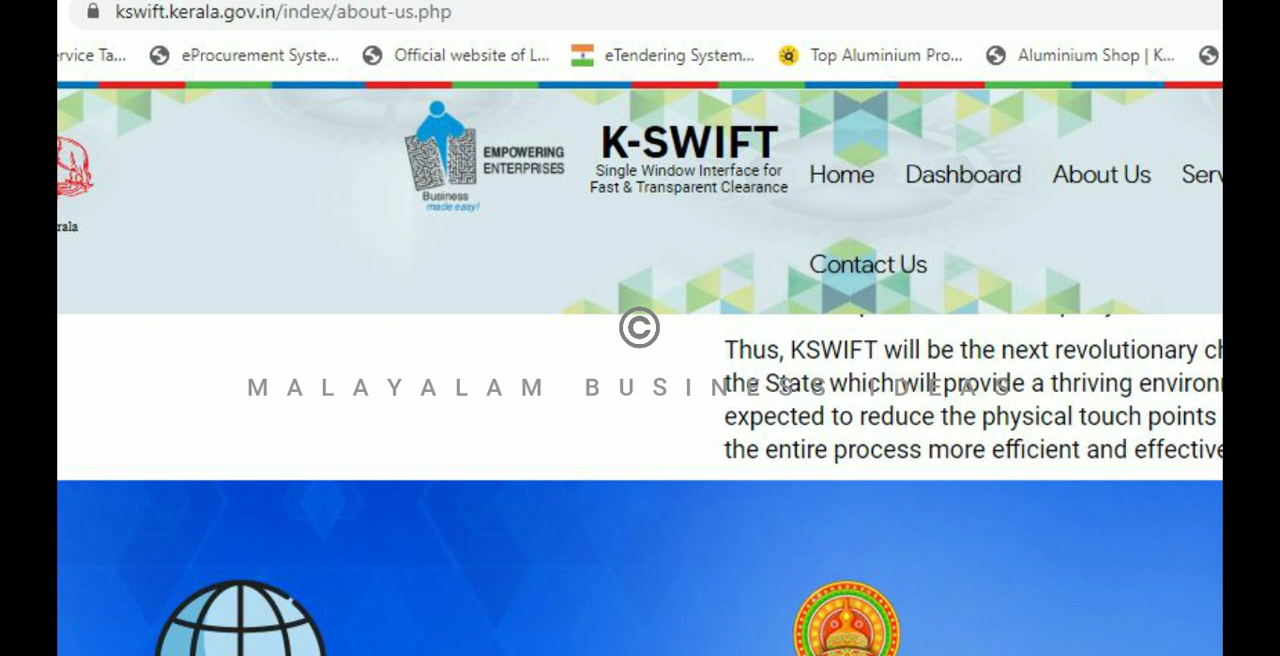 kswift.kerala.gov.in/index/about-us.php
ervice Ta... eProcurement Syste... Official website of L... eTendering System... Top Aluminium Pro... Aluminium Shop | K...
rala
EMPOWERING
ENTERPRISES
Business
made easy!
K-SWIFT
Single Window Interface for
Fast & Transparent Clearance
Home Dashboard About Us Serv
Contact Us
©
MALAYALAM BUSINESS IDEAS
Thus, KSWIFT will be the next revolutionary ch
the State which will provide a thriving environm
expected to reduce the physical touch points
the entire process more efficient and effective